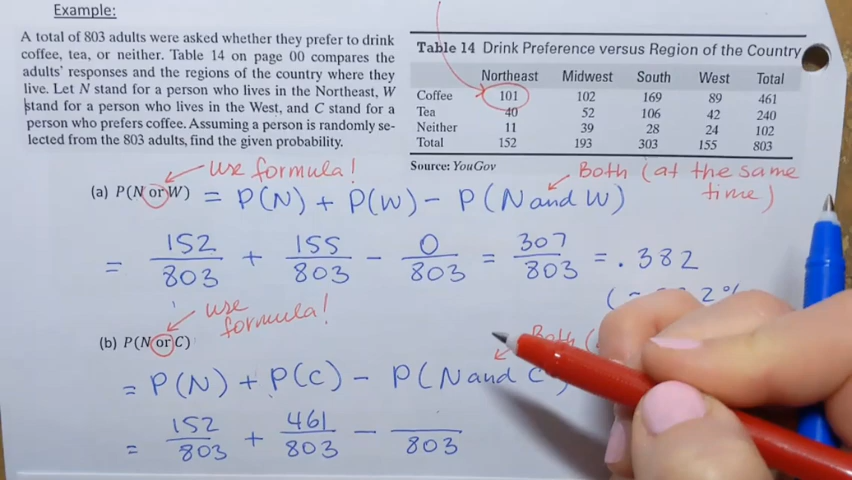 Example:
A total of 803 adults were asked whether they prefer to drink
coffee, tea, or neither. Table 14 on page 00 compares the
adults' responses and the regions of the country where they
live. Let N stand for a person who lives in the Northeast, W
stand for a person who lives in the West, and C stand for a
person who prefers coffee. Assuming a person is randomly se-
lected from the 803 adults, find the given probability.
Table 14 Drink Preference versus Region of the Country
Northeast Midwest South West Total
Coffee 101 102 169 89 461
Tea 40 52 106 42 240
Neither 11 39 28 24 102
Total 152 193 303 155 803
Source: YouGov
use formula!
Both (at the same
time)
(a) P(N or W) = P(N) + P(W) - P(N and W)
= 152/803 + 155/803 - 0/803 = 307/803 = .382
use
formula!
(b) P(N or C)
Both (
= P(N) + P(C) - P(N and C)
= 152/803 + 461/803 - /803